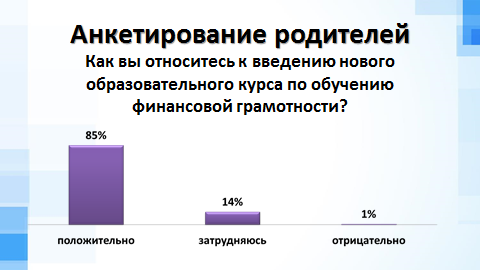 Анкетирование родителей
Как вы относитесь к введению нового
образовательного курса по обучению
финансовой грамотности?
85%
14%
1%
положительно
затрудняюсь
отрицательно